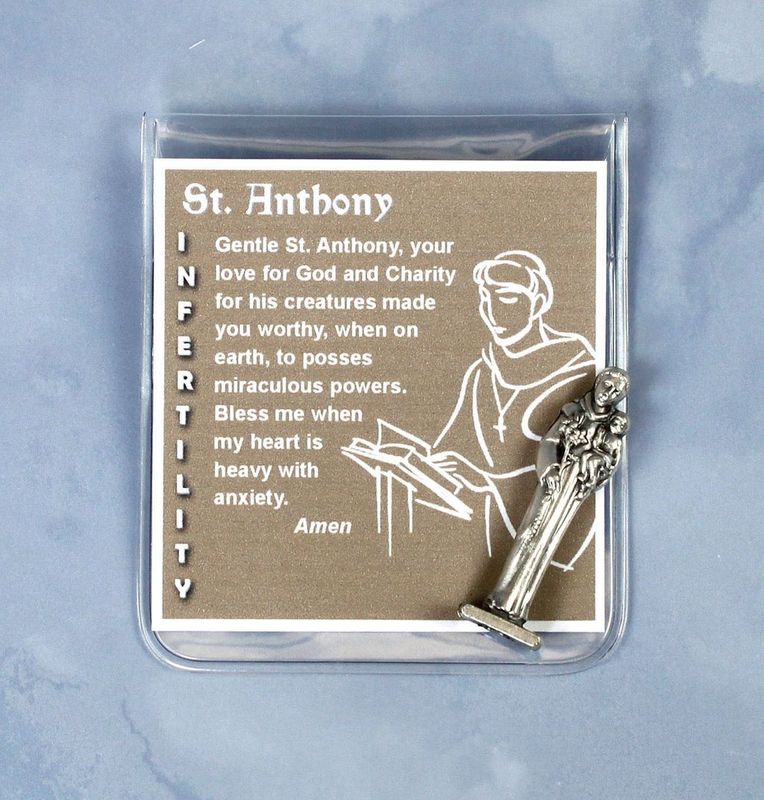 St. Anthony
INFERTILITY
Gentle St. Anthony, your
love for God and Charity
for his creatures made
you worthy, when on
earth, to posses
miraculous powers.
Bless me when
my heart is
heavy with
anxiety.
Amen